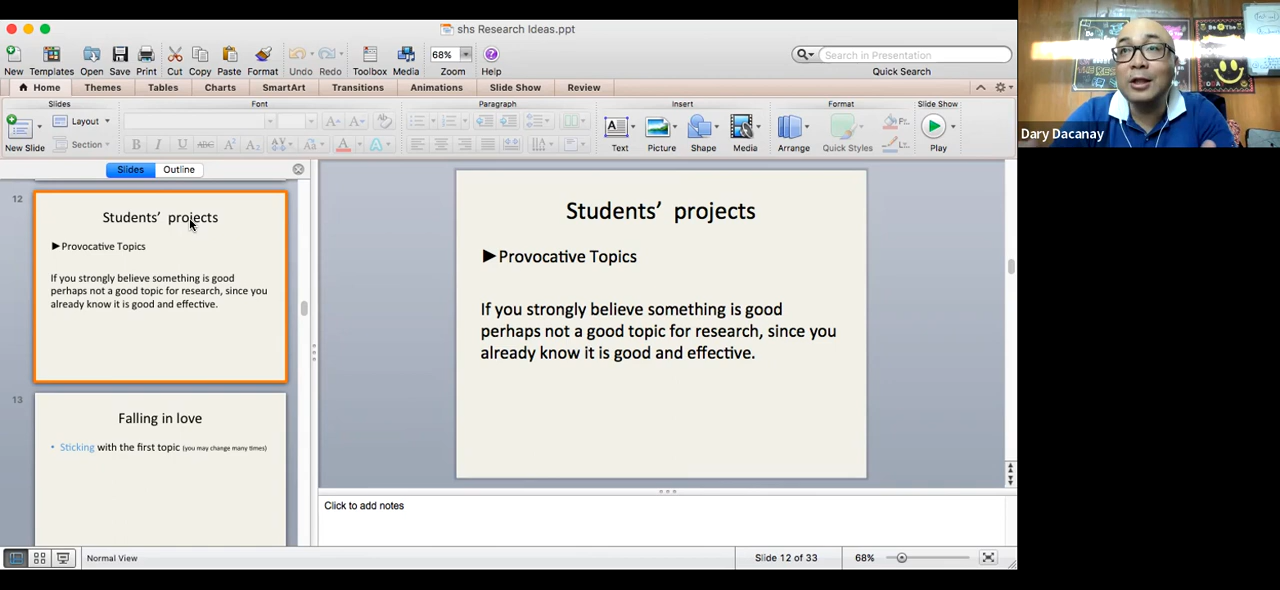 shs Research Ideas.ppt
New Templates Open Save Print Cut Copy Paste Format Undo Redo Toolbox Media Zoom Help
68%
Search in Presentation
Quick Search
Home Themes Tables Charts SmartArt Transitions Animations Slide Show Review
Slides Font Paragraph Insert Format Slide Show
New Slide
Layout
Section
B I U ABC A² A₂
Text Picture Shape Media Arrange Quick Styles Play
Slides Outline
12
Students’ projects
►Provocative Topics
If you strongly believe something is good
perhaps not a good topic for research, since you
already know it is good and effective.
13
Falling in love
• Sticking with the first topic (you may change many times)
Students’ projects
►Provocative Topics
If you strongly believe something is good
perhaps not a good topic for research, since you
already know it is good and effective.
Click to add notes
Normal View
Slide 12 of 33
68%
Dary Dacanay